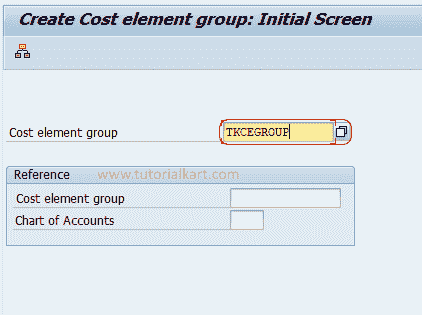 Create Cost element group: Initial Screen
Cost element group TKCEGROUP
Reference
www.tutorialkart.com
Cost element group
Chart of Accounts